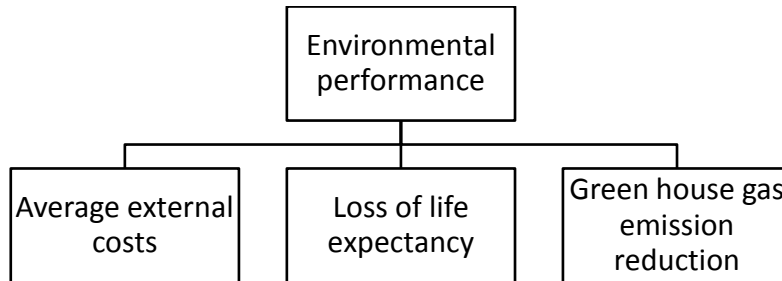 Environmental
performance
Average external
costs
Loss of life
expectancy
Green house gas
emission
reduction